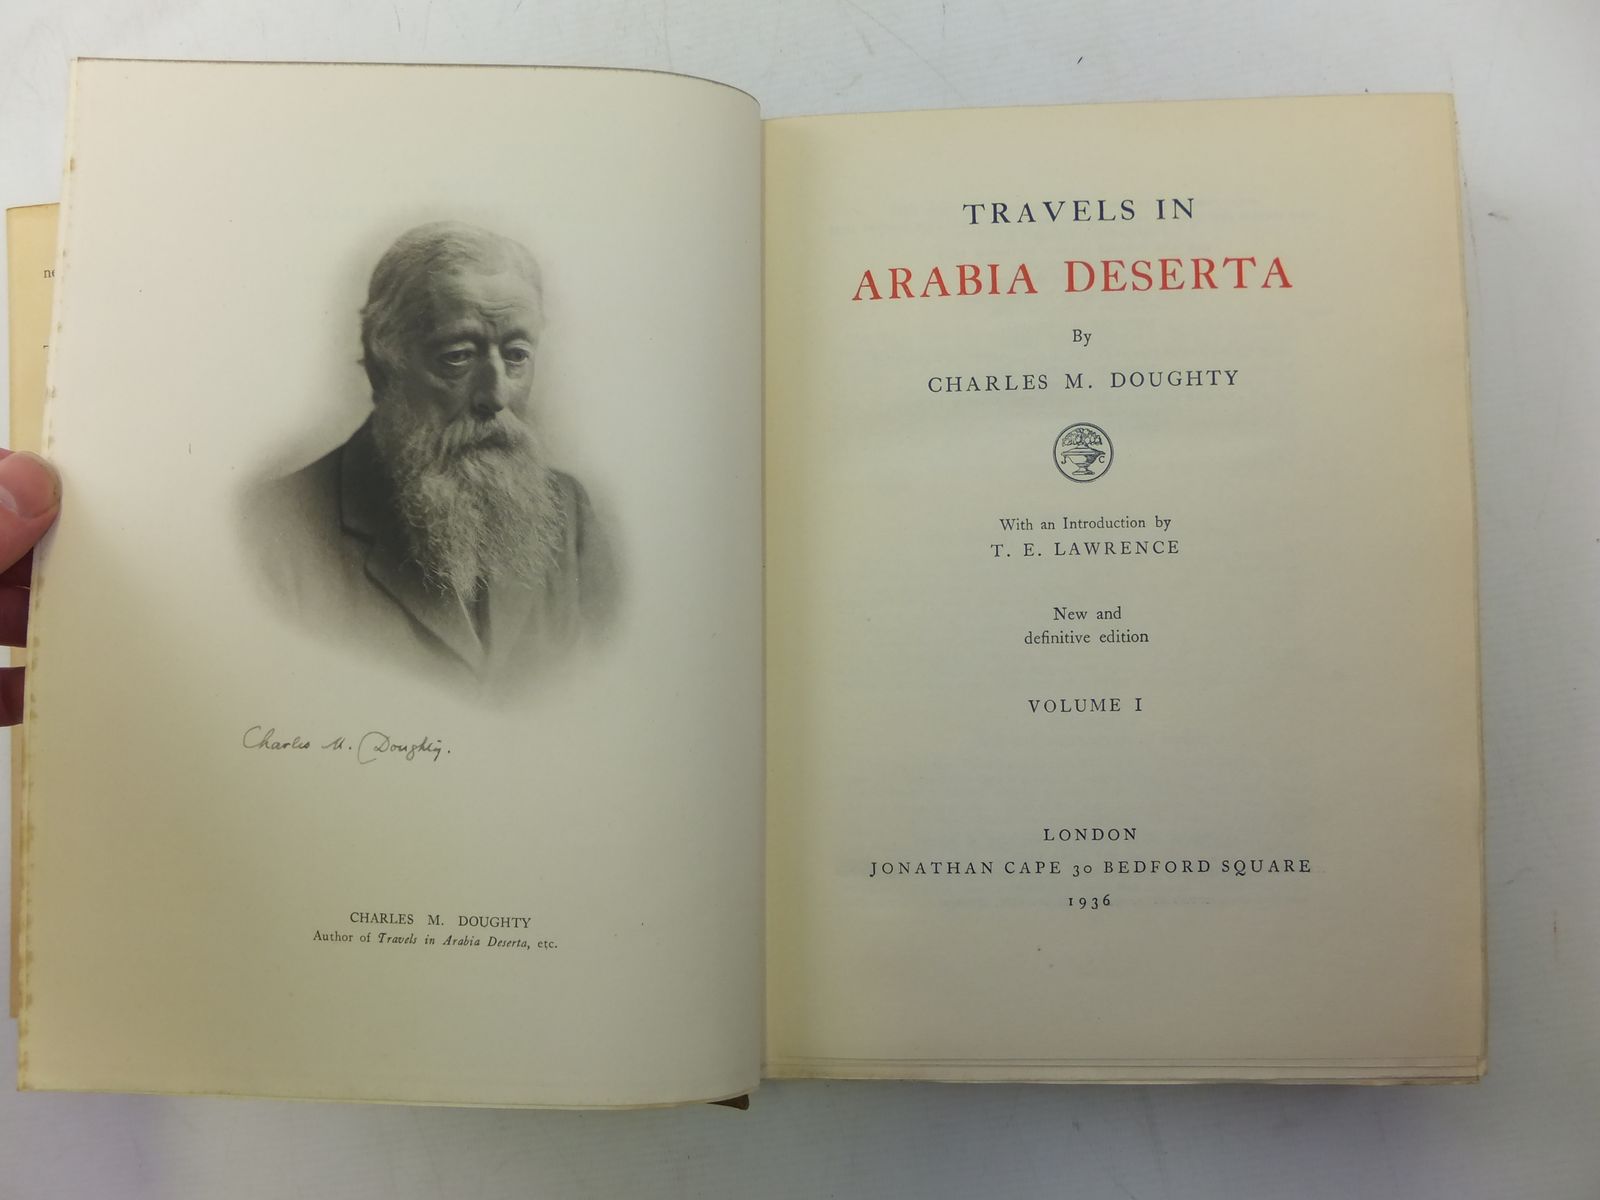 ne
Charles M. Doughty.
CHARLES M. DOUGHTY
Author of Travels in Arabia Deserta, etc.
TRAVELS IN
ARABIA DESERTA
By
CHARLES M. DOUGHTY
J C
With an Introduction by
T. E. LAWRENCE
New and
definitive edition
VOLUME I
LONDON
JONATHAN CAPE 30 BEDFORD SQUARE
1936